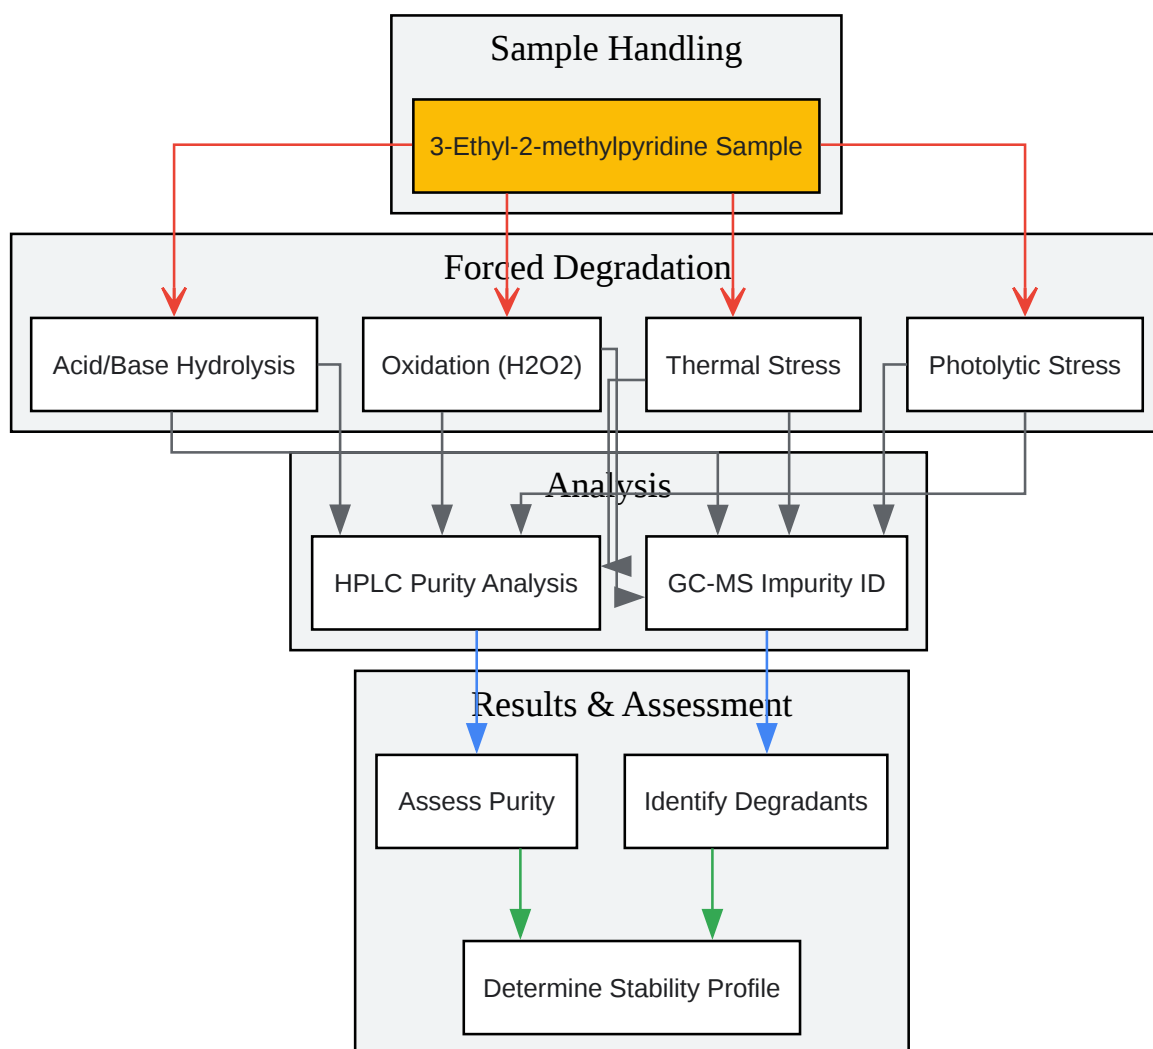 Sample Handling
3-Ethyl-2-methylpyridine Sample
Forced Degradation
Acid/Base Hydrolysis
Oxidation (H2O2)
Thermal Stress
Photolytic Stress
Analysis
HPLC Purity Analysis
GC-MS Impurity ID
Results & Assessment
Assess Purity
Identify Degradants
Determine Stability Profile